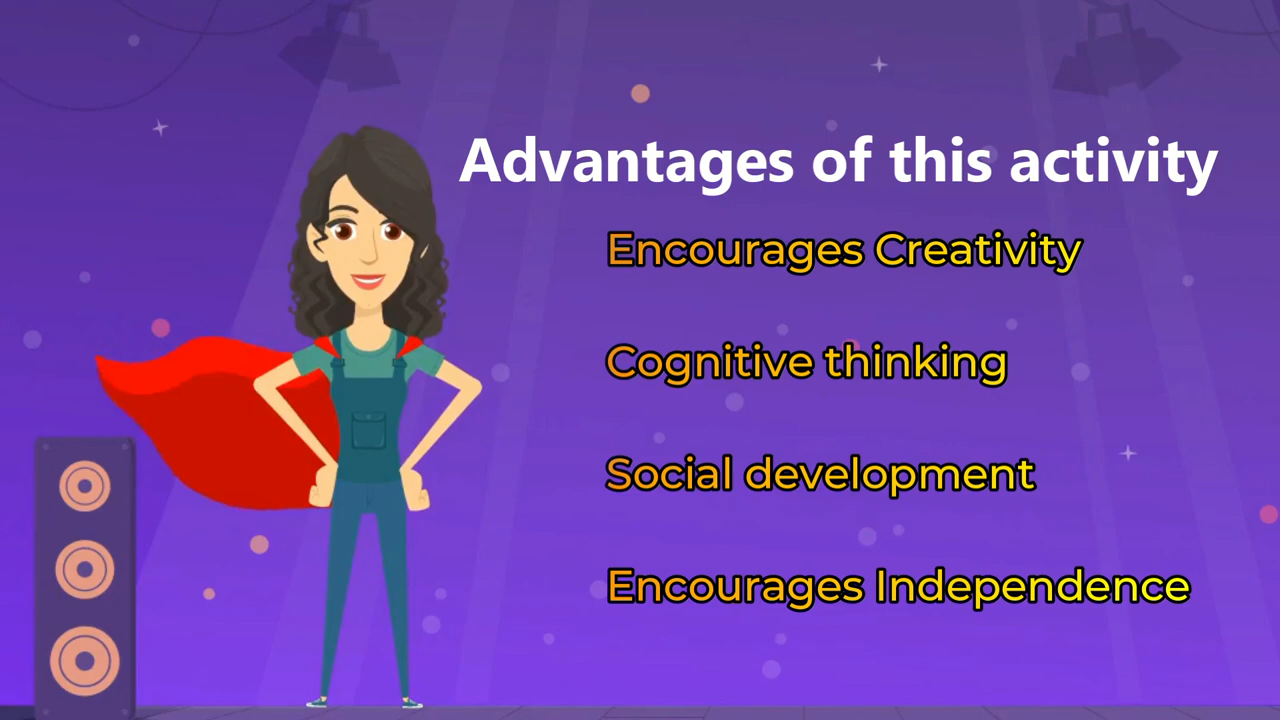 Advantages of this activity
Encourages Creativity
Cognitive thinking
Social development
Encourages Independence